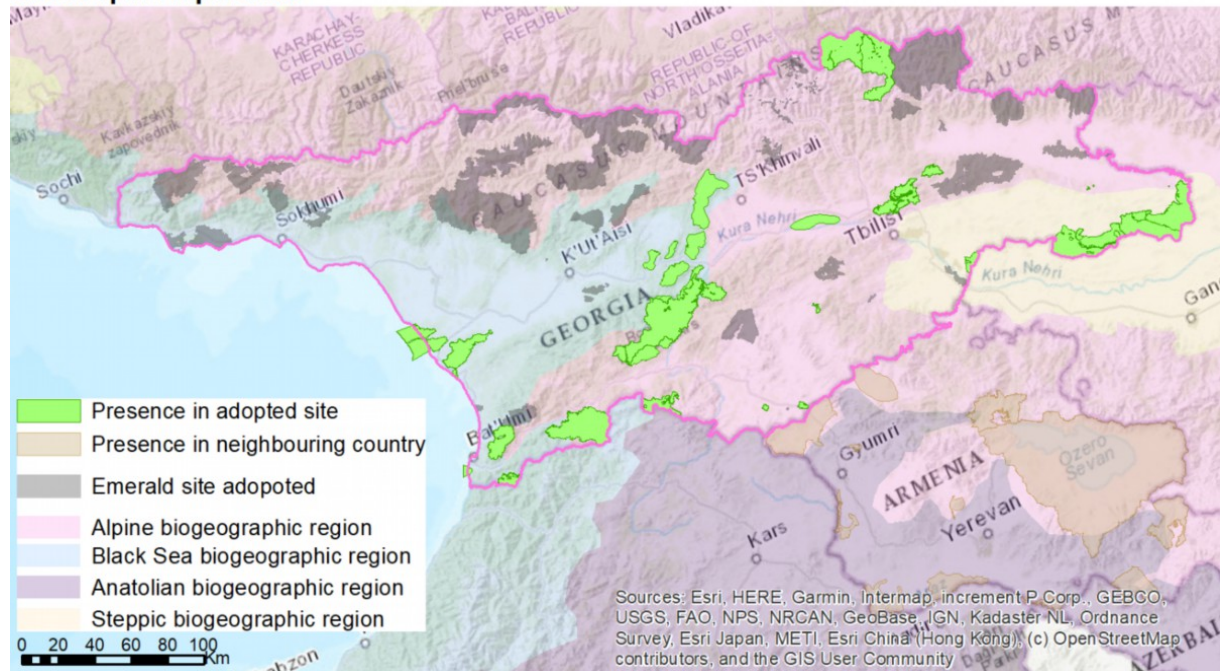 KARACHAY-
CHERKESS
REPUBLIC
REPUBLIC OF
NORTH OSSETIA-
ALANIA
Vladika
CAUCASUS M
Dautskiy
Zakaznik
Kavkazskiy
zapovednik
CAUCASUS MOUNTAINS
Sochi
Sokhumi
Ts'Khinvali
K'Ut'Aisi
Kura Nehri
Tbilisi
GEORGIA
Kura Nehri
Gan
Bat'Umi
Gyumri
ARMENIA
Ozero
Sevan
Kars
Yerevan
ZERBAI
bzon
Presence in adopted site
Presence in neighbouring country
Emerald site adopoted
Alpine biogeographic region
Black Sea biogeographic region
Anatolian biogeographic region
Steppic biogeographic region
0 20 40 60 80 100
Km
Sources: Esri, HERE, Garmin, Intermap, increment P Corp., GEBCO,
USGS, FAO, NPS, NRCAN, GeoBase, IGN, Kadaster NL, Ordnance
Survey, Esri Japan, METI, Esri China (Hong Kong), (c) OpenStreetMap
contributors, and the GIS User Community